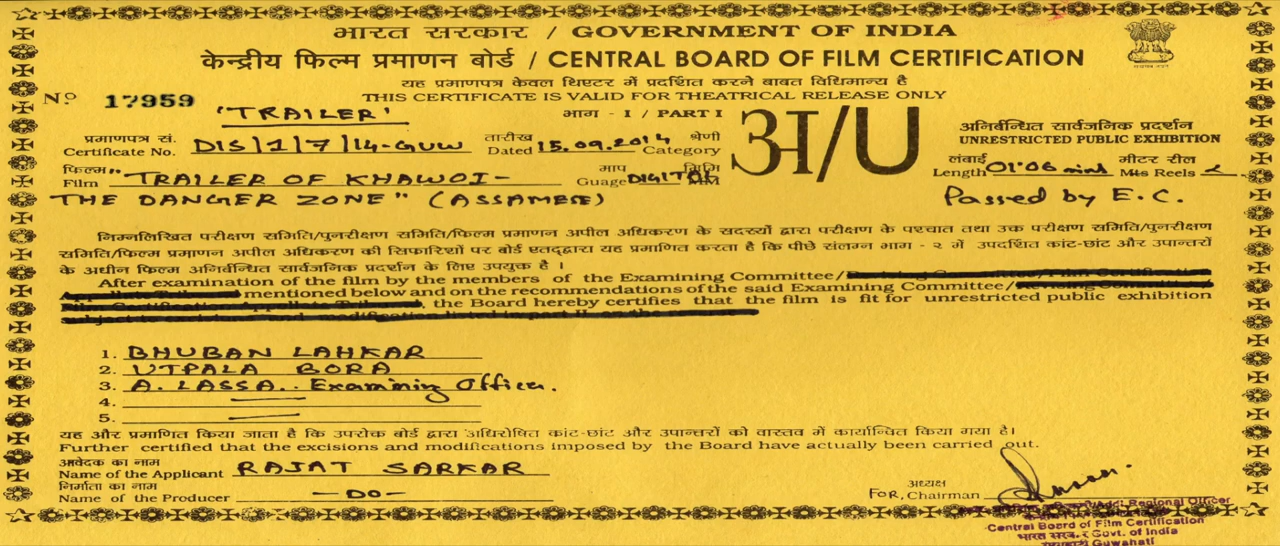 भारत सरकार / GOVERNMENT OF INDIA
केन्द्रीय फिल्म प्रमाणन बोर्ड / CENTRAL BOARD OF FILM CERTIFICATION
यह प्रमाणपत्र केवल थिएटर में प्रदर्शित करने बाबत विधिमान्य है
THIS CERTIFICATE IS VALID FOR THEATRICAL RELEASE ONLY
Nº 17959
'TRAILER'
भाग - I / PART I
अ/U
प्रमाणपत्र सं.
Certificate No. DIS/1/7/14-GUW
तारीख
Dated 15.09.2014
श्रेणी
Category
अनिर्बन्धित सार्वजनिक प्रदर्शन
UNRESTRICTED PUBLIC EXHIBITION
फिल्म
Film "TRAILER OF KHAWOI-
माप
Guage DIGITAL
लंबाई
Length 01.06 mins
मीटर रील
Mts Reels
THE DANGER ZONE" (ASSAMESE)
Passed by E.C.
निम्नलिखित परीक्षण समिति/पुनरीक्षण समिति/फिल्म प्रमाणन अपील अधिकरण के सदस्यों द्वारा परीक्षण के पश्चात तथा उक्त परीक्षण समिति/पुनरीक्षण
समिति/फिल्म प्रमाणन अपील अधिकरण की सिफारिशों पर बोर्ड एतद्द्वारा यह प्रमाणित करता है कि पीछे संलग्न भाग - २ में उपदर्शित कांट-छांट और उपान्तरों
के अधीन फिल्म अनिर्बन्धित सार्वजनिक प्रदर्शन के लिए उपयुक्त है ।
After examination of the film by the members of the Examining Committee/
mentioned below and on the recommendations of the said Examining Committee/
the Board hereby certifies that the film is fit for unrestricted public exhibition
1. BHUBAN LAHKAR
2. UTPALA BORA
3. A. LASSA. Examining Officer.
4.
5.
यह और प्रमाणित किया जाता है कि उपरोक्त बोर्ड द्वारा अधिरोपित कांट-छांट और उपान्तरों को वास्तव में कार्यान्वित किया गया है।
Further certified that the excisions and modifications imposed by the Board have actually been carried out.
आवेदक का नाम
Name of the Applicant RAJAT SARKAR
निर्माता का नाम
Name of the Producer —DO—
अध्यक्ष
FOR, Chairman
Regional Officer
Central Board of Film Certification
Govt. of India
Guwahati